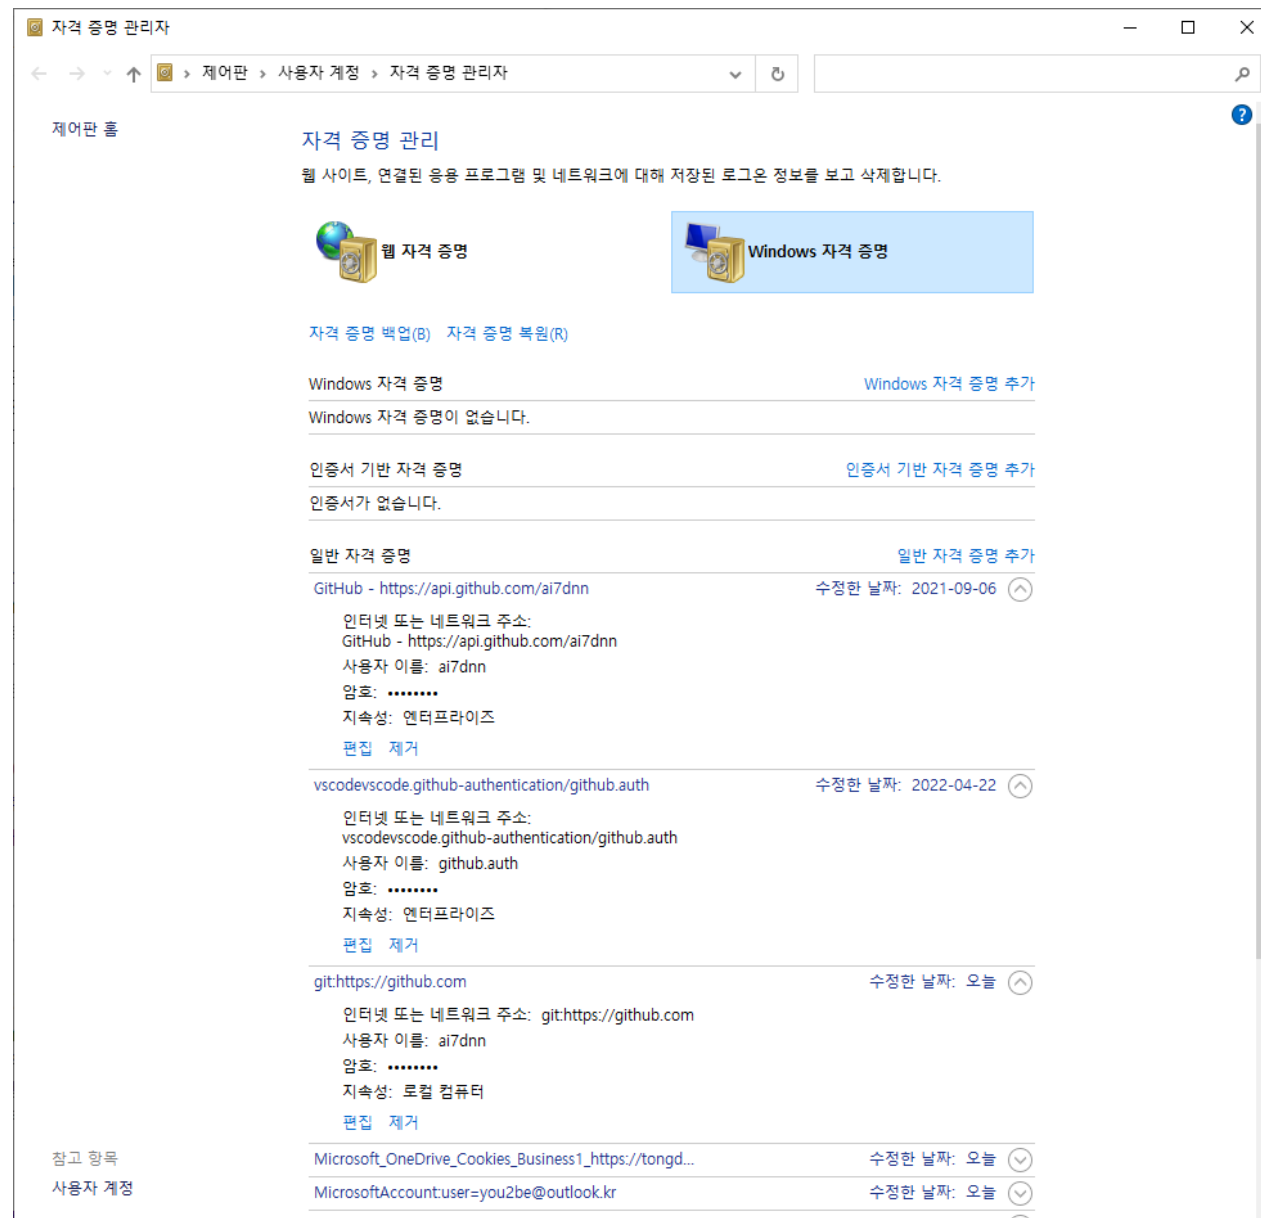 자격 증명 관리자
제어판 › 사용자 계정 › 자격 증명 관리자
제어판 홈
자격 증명 관리
웹 사이트, 연결된 응용 프로그램 및 네트워크에 대해 저장된 로그온 정보를 보고 삭제합니다.
웹 자격 증명
Windows 자격 증명
자격 증명 백업(B) 자격 증명 복원(R)
Windows 자격 증명 Windows 자격 증명 추가
Windows 자격 증명이 없습니다.
인증서 기반 자격 증명 인증서 기반 자격 증명 추가
인증서가 없습니다.
일반 자격 증명 일반 자격 증명 추가
GitHub - https://api.github.com/ai7dnn 수정한 날짜: 2021-09-06
인터넷 또는 네트워크 주소:
GitHub - https://api.github.com/ai7dnn
사용자 이름: ai7dnn
암호: ••••••••
지속성: 엔터프라이즈
편집 제거
vscodevscode.github-authentication/github.auth 수정한 날짜: 2022-04-22
인터넷 또는 네트워크 주소:
vscodevscode.github-authentication/github.auth
사용자 이름: github.auth
암호: ••••••••
지속성: 엔터프라이즈
편집 제거
git:https://github.com 수정한 날짜: 오늘
인터넷 또는 네트워크 주소: git:https://github.com
사용자 이름: ai7dnn
암호: ••••••••
지속성: 로컬 컴퓨터
편집 제거
Microsoft_OneDrive_Cookies_Business1_https://tongd... 수정한 날짜: 오늘
MicrosoftAccount:user=you2be@outlook.kr 수정한 날짜: 오늘
참고 항목
사용자 계정